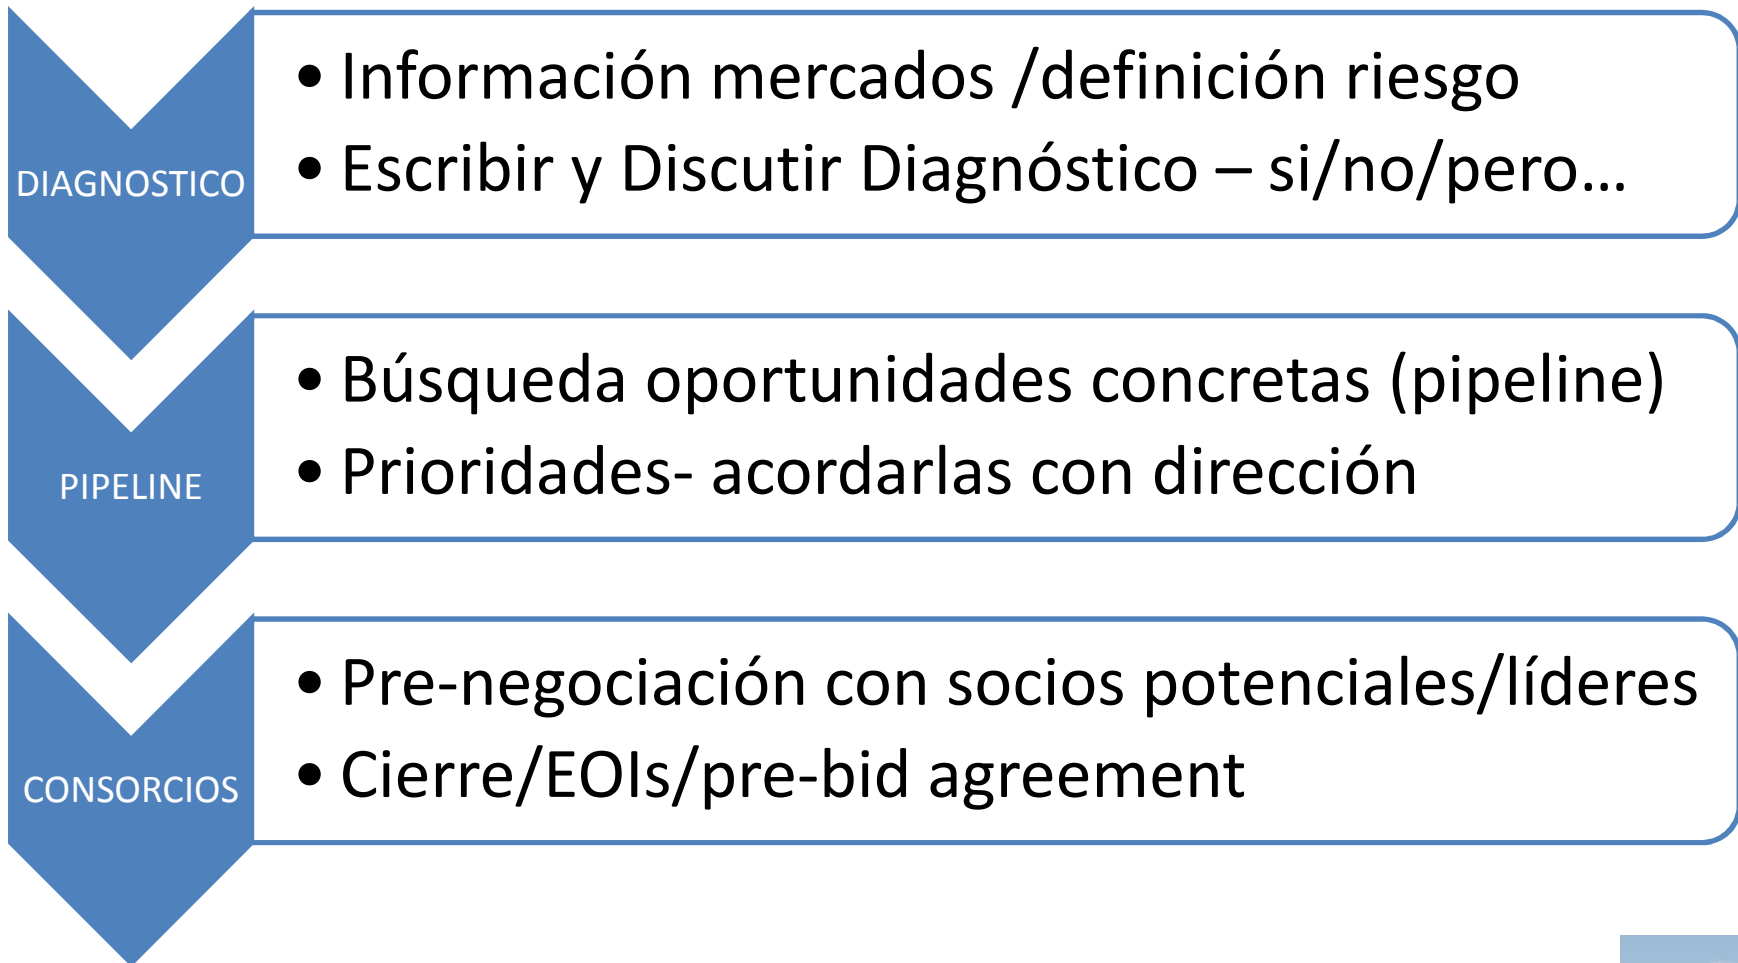 DIAGNOSTICO
• Información mercados /definición riesgo
• Escribir y Discutir Diagnóstico – si/no/pero…
PIPELINE
• Búsqueda oportunidades concretas (pipeline)
• Prioridades- acordarlas con dirección
CONSORCIOS
• Pre-negociación con socios potenciales/líderes
• Cierre/EOIs/pre-bid agreement